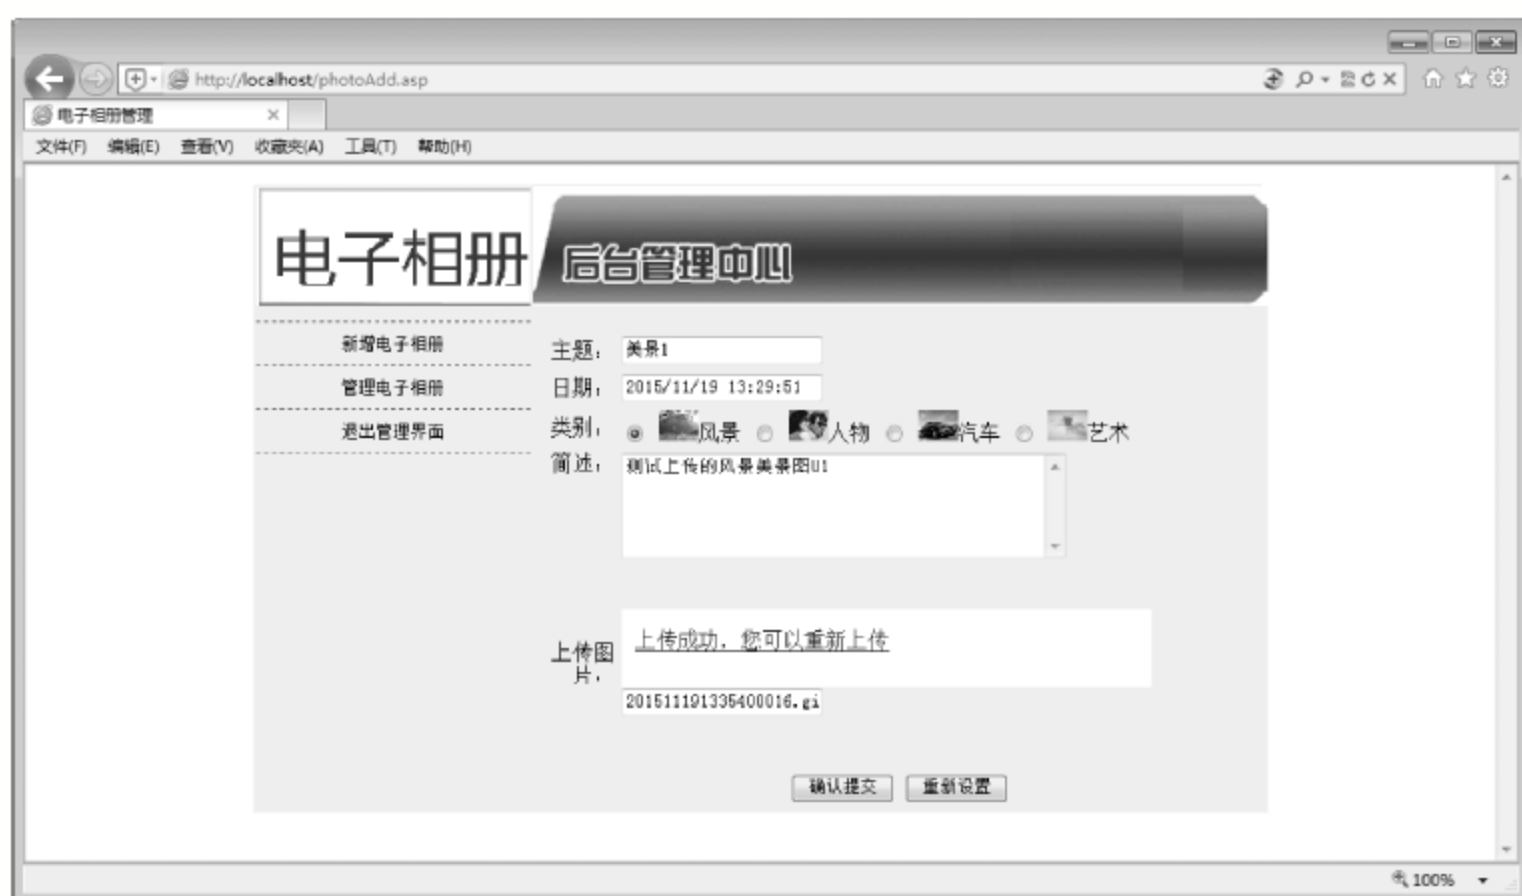 http://localhost/photoAdd.asp
电子相册管理
文件(F) 编辑(E) 查看(V) 收藏夹(A) 工具(T) 帮助(H)
电子相册 后台管理中心
新增电子相册
管理电子相册
退出管理界面
主题： 美景1
日期： 2015/11/19 13:29:51
类别： 风景 人物 汽车 艺术
简述： 测试上传的风景美景图01
上传成功，您可以重新上传
上传图片：
201511191335400016.gi
确认提交 重新设置
100%